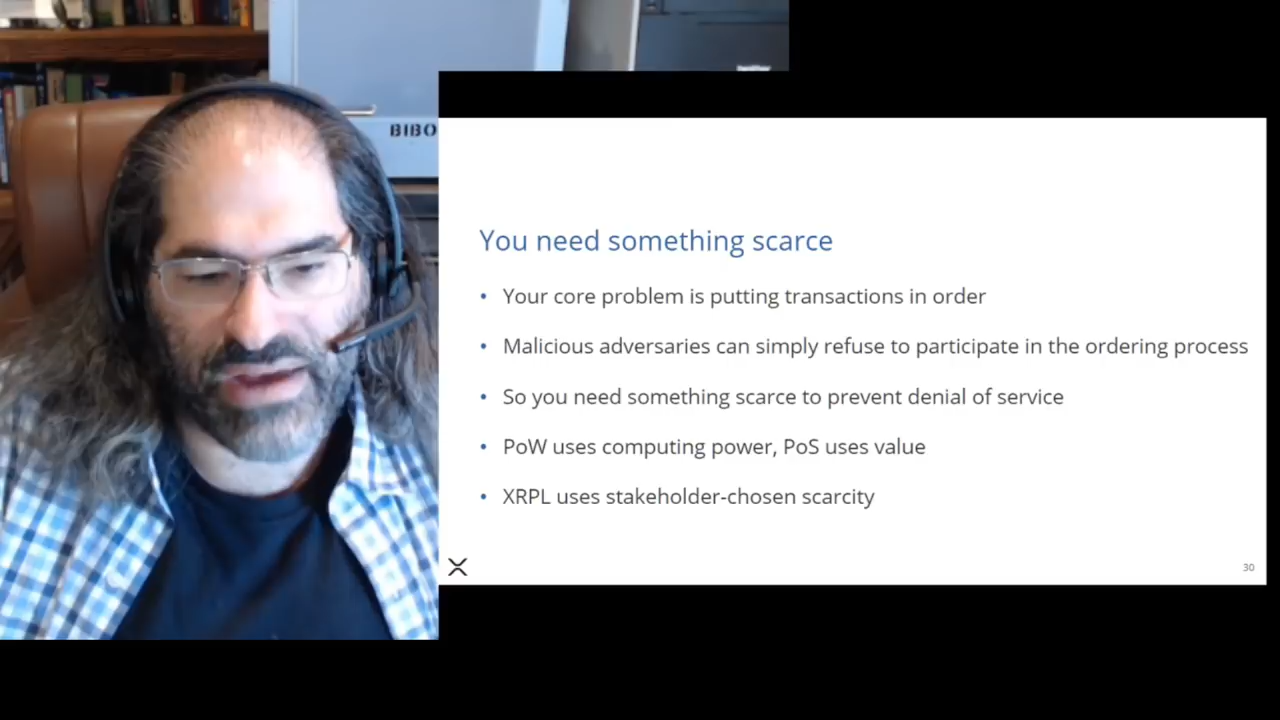 BIBO
You need something scarce
• Your core problem is putting transactions in order
• Malicious adversaries can simply refuse to participate in the ordering process
• So you need something scarce to prevent denial of service
• PoW uses computing power, PoS uses value
• XRPL uses stakeholder-chosen scarcity
30